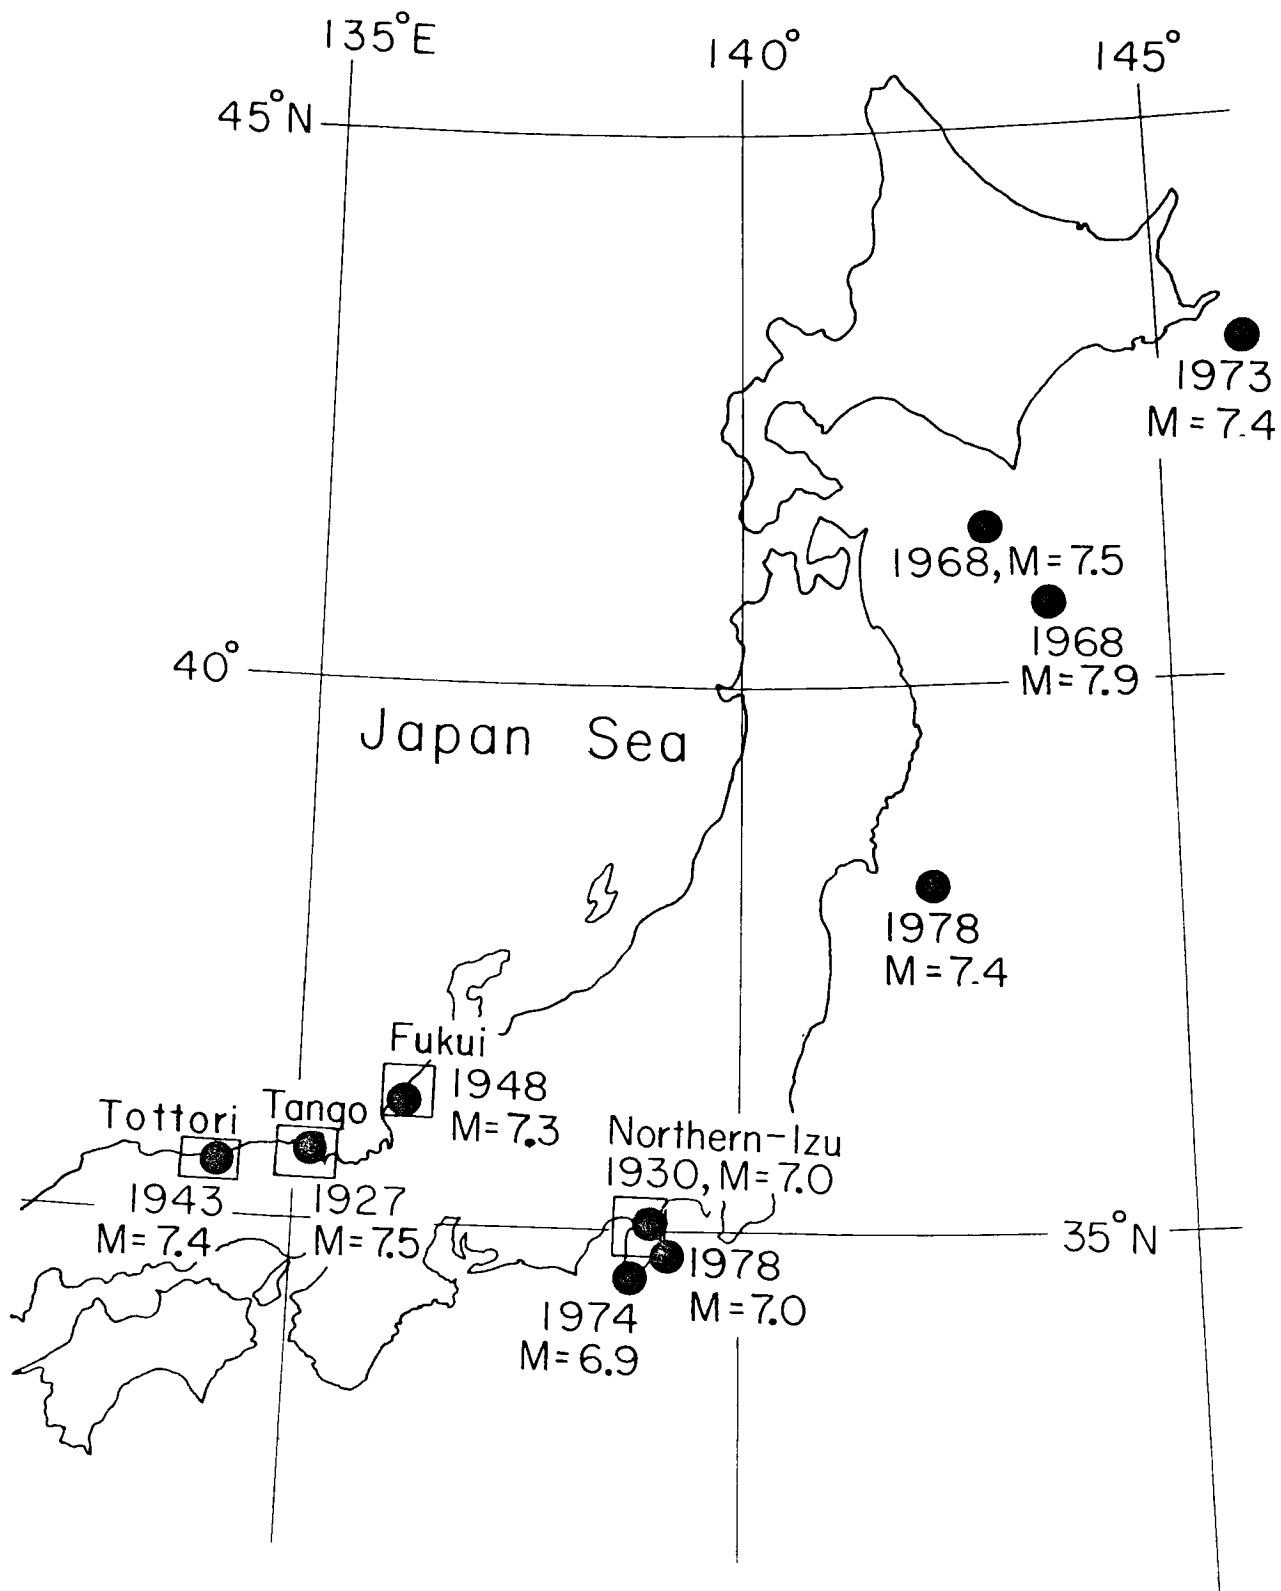 135°E
140°
145°
45°N
1973
M = 7.4
1968, M = 7.5
1968
M = 7.9
40°
Japan Sea
1978
M = 7.4
Fukui
1948
M = 7.3
Tango
Tottori
Northern-Izu
1930, M = 7.0
1943
M = 7.4
1927
M = 7.5
35°N
1978
M = 7.0
1974
M = 6.9